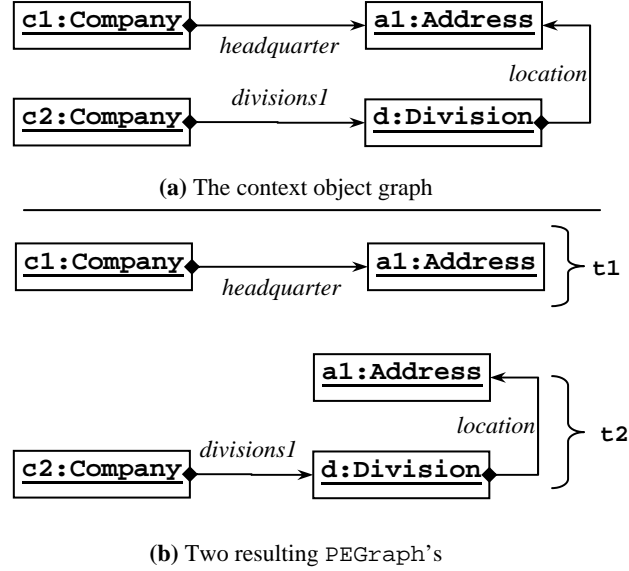 c1:Company a1:Address
headquarter
location
divisions1
c2:Company d:Division
(a) The context object graph
c1:Company a1:Address t1
headquarter
a1:Address
divisions1 location t2
c2:Company d:Division
(b) Two resulting PEGraph's